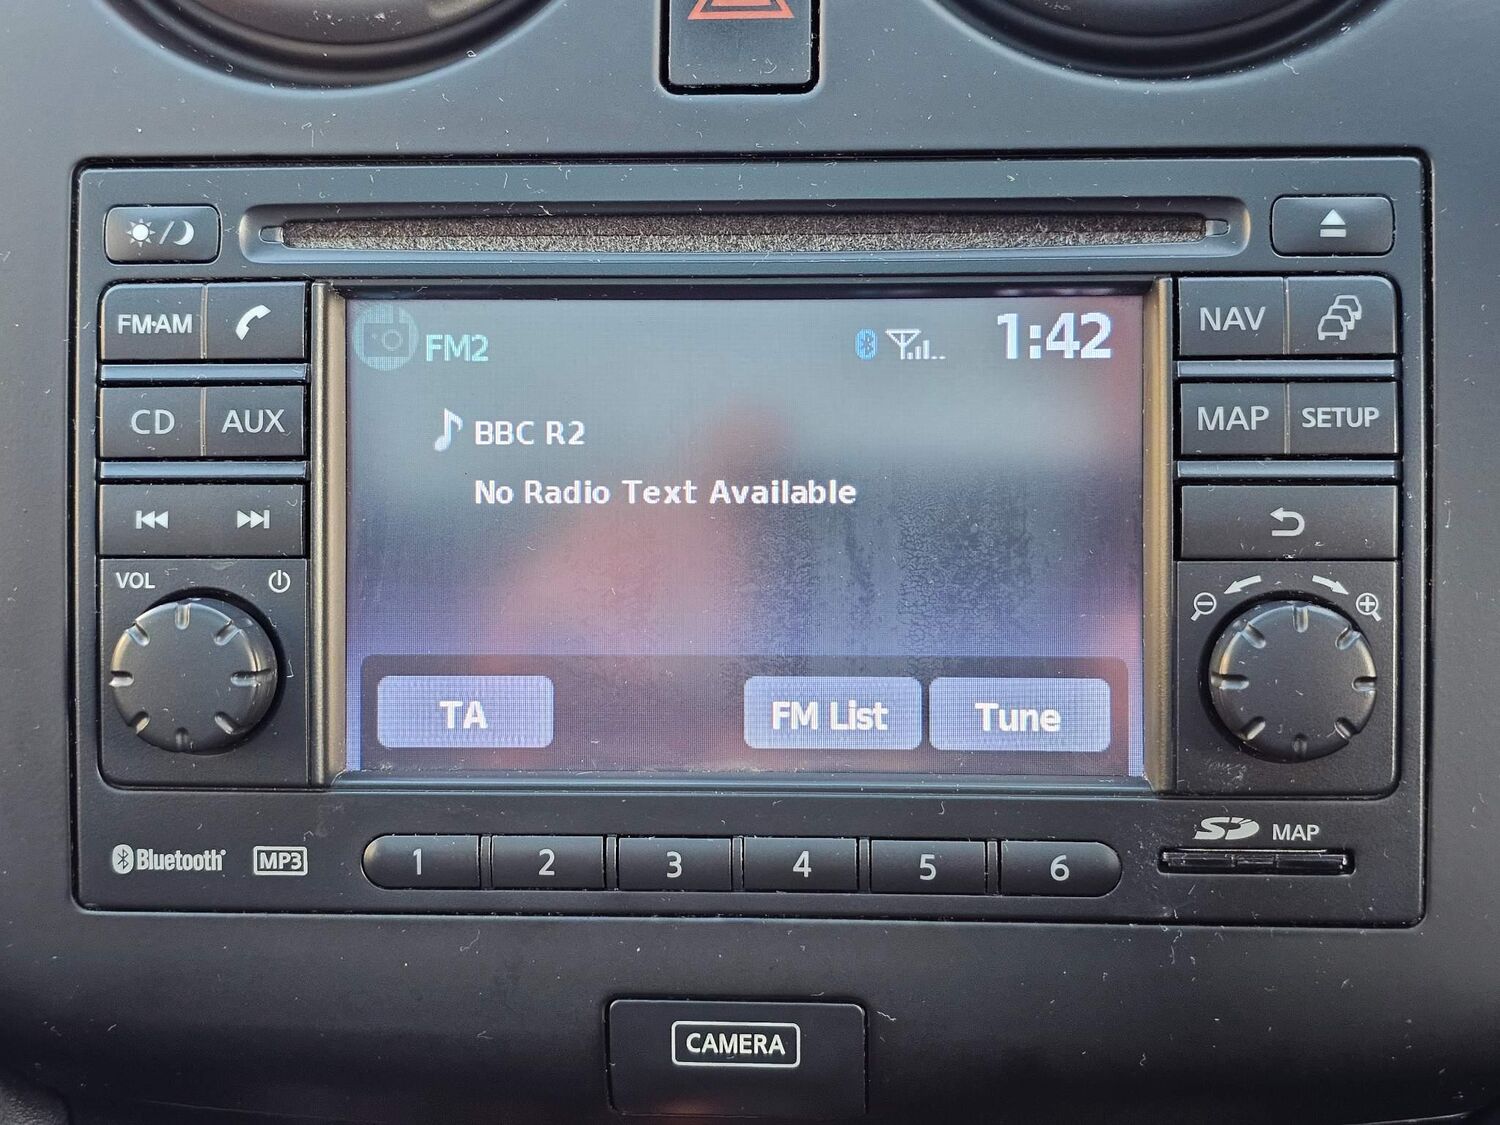 FM2 1:42
FM·AM
NAV
BBC R2
CD AUX
MAP SETUP
No Radio Text Available
VOL
TA FM List Tune
Bluetooth MP3
1 2 3 4 5 6
SD MAP
CAMERA